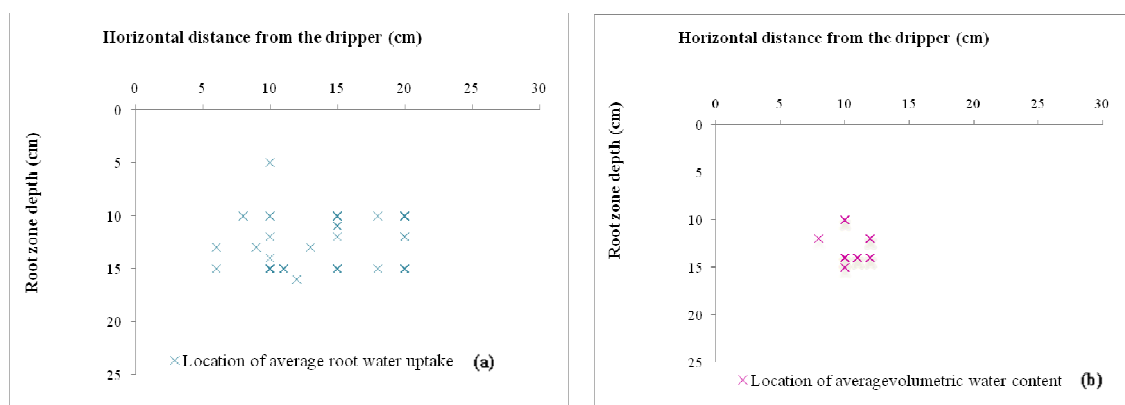 Horizontal distance from the dripper (cm)
0 5 10 15 20 25 30
Root zone depth (cm)
0
5
10
15
20
25
Location of average root water uptake (a)
Horizontal distance from the dripper (cm)
0 5 10 15 20 25 30
Root zone depth (cm)
0
5
10
15
20
25
Location of averagevolumetric water content (b)